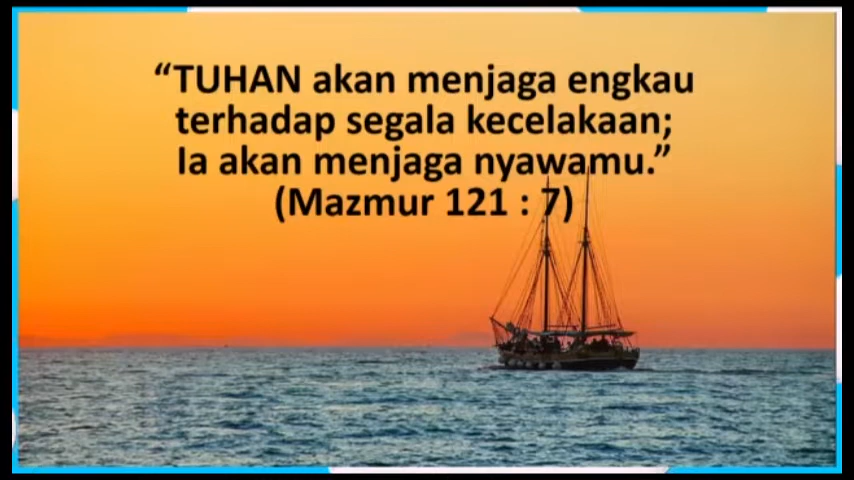 “TUHAN akan menjaga engkau
terhadap segala kecelakaan;
Ia akan menjaga nyawamu.”
(Mazmur 121 : 7)